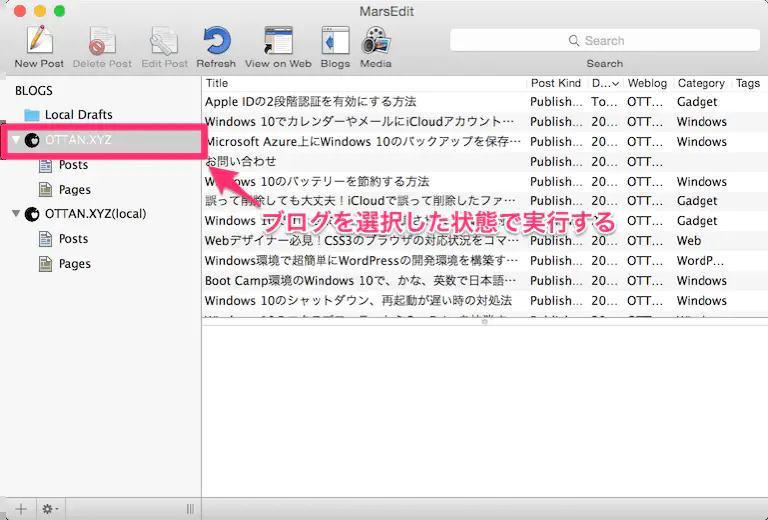 MarsEdit
New Post Delete Post Edit Post Refresh View on Web Blogs Media Search
Search
BLOGS
Local Drafts
OTTAN.XYZ
Posts
Pages
OTTAN.XYZ(local)
Posts
Pages
Title Post Kind D... Weblog Category Tags
Apple IDの2段階認証を有効にする方法 Publish... To... OTT... Gadget
Windows 10でカレンダーやメールにiCloudアカウント… Publish... 20... OTT... Windows
Microsoft Azure上にWindows 10のバックアップを保存… Publish... 20... OTT... Windows
お問い合わせ Publish... 20... OTT...
Windows 10のバッテリーを節約する方法 Publish... 20... OTT... Windows
誤って削除しても大丈夫！iCloudで誤って削除したファ… Publish... 20... OTT... Gadget
Windows 10 20... OTT... Gadget
ブログを選択した状態で実行する
Webデザイナー必見！CSS3のブラウザの対応状況をコマ… Publish... 20... OTT... Web
Windows環境で超簡単にWordPressの開発環境を構築す… Publish... 20... OTT... WordP...
Boot Camp環境のWindows 10で、かな、英数で日本語… Publish... 20... OTT... Windows
Windows 10のシャットダウン、再起動が遅い時の対処法 Publish... 20... OTT... Windows